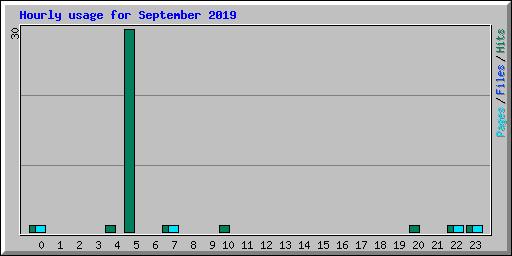 Hourly usage for September 2019
30
Pages/Files/Hits
0 1 2 3 4 5 6 7 8 9 10 11 12 13 14 15 16 17 18 19 20 21 22 23